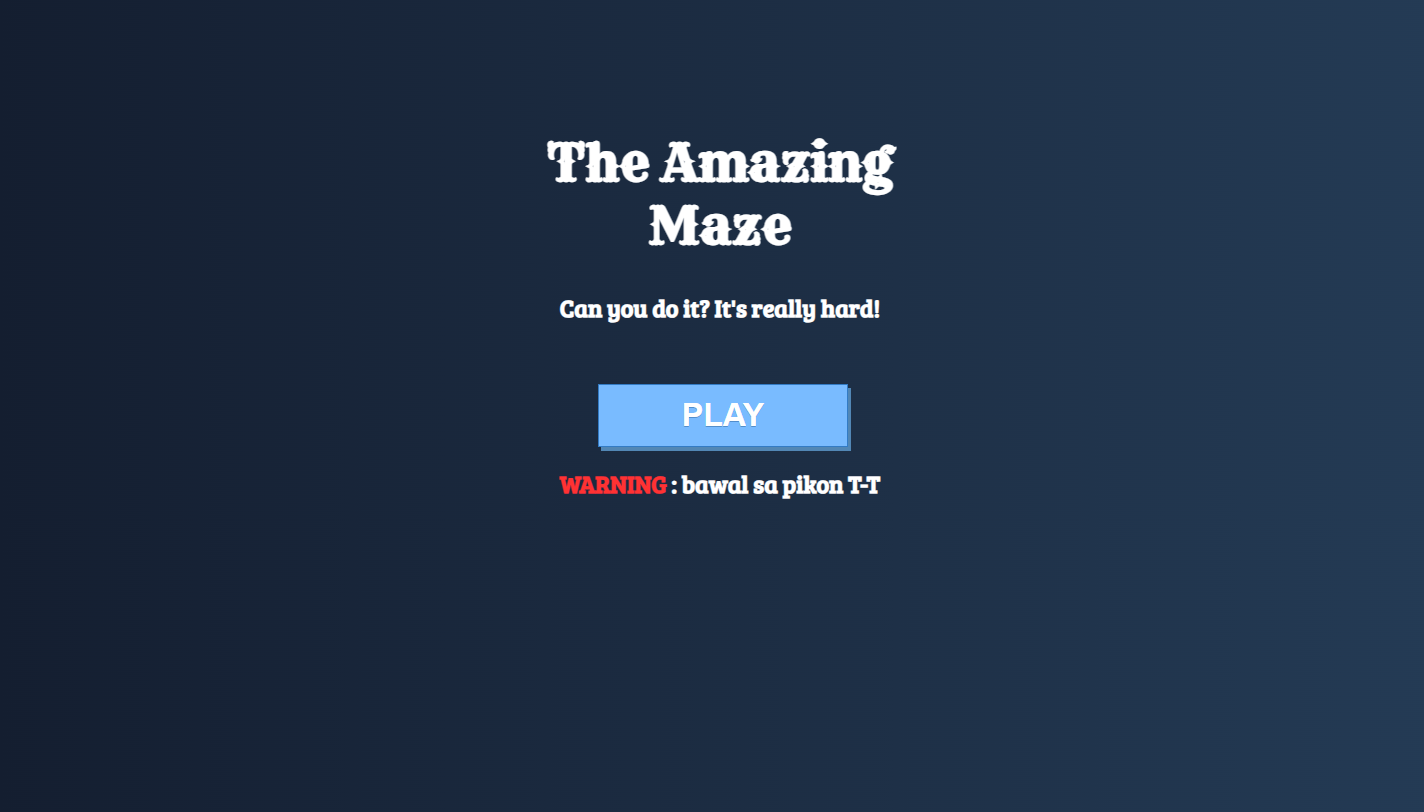 The Amazing
Maze
Can you do it? It's really hard!
PLAY
WARNING : bawal sa pikon T-T